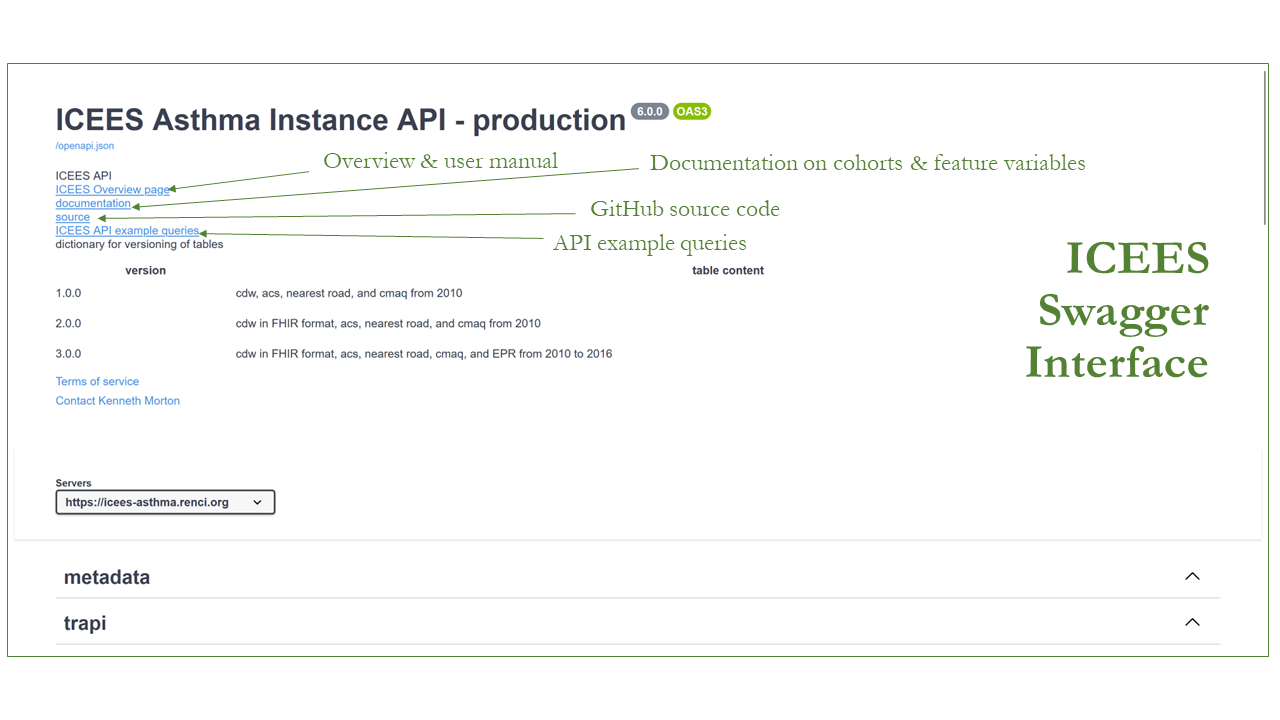 ICEES Asthma Instance API - production 6.0.0 OAS3
/openapi.json
Overview & user manual
Documentation on cohorts & feature variables
ICEES API
ICEES Overview page
documentation
source
GitHub source code
ICEES API example queries
API example queries
dictionary for versioning of tables
ICEES
Swagger
Interface
version table content
1.0.0 cdw, acs, nearest road, and cmaq from 2010
2.0.0 cdw in FHIR format, acs, nearest road, and cmaq from 2010
3.0.0 cdw in FHIR format, acs, nearest road, cmaq, and EPR from 2010 to 2016
Terms of service
Contact Kenneth Morton
Servers
https://icees-asthma.renci.org
metadata
trapi